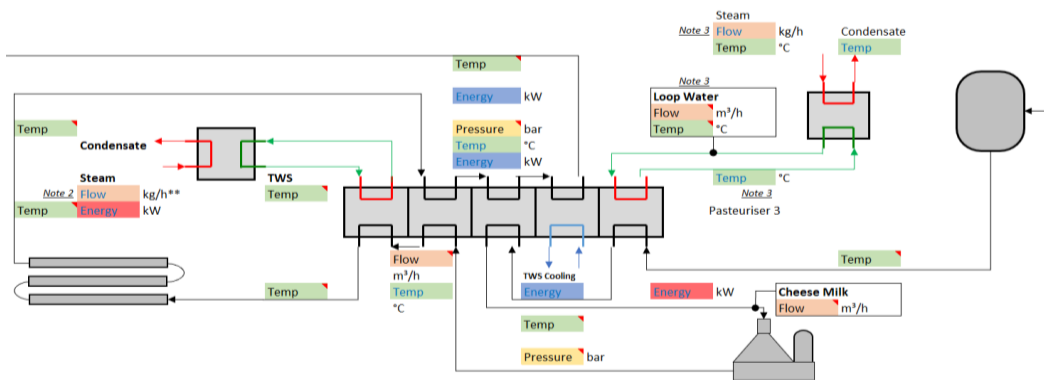 Steam
Note 3 Flow kg/h Condensate
Temp °C Temp
Temp
Note 3
Energy kW Loop Water
Flow m³/h
Temp Pressure bar Temp °C
Condensate Temp °C
Energy kW
Steam TWS Temp °C
Note 2 Flow kg/h** Temp Note 3
Temp Energy kW Pasteuriser 3
Flow Temp
m³/h TWS Cooling
Temp Temp Energy Energy kW Cheese Milk
°C Flow m³/h
Temp
Pressure bar